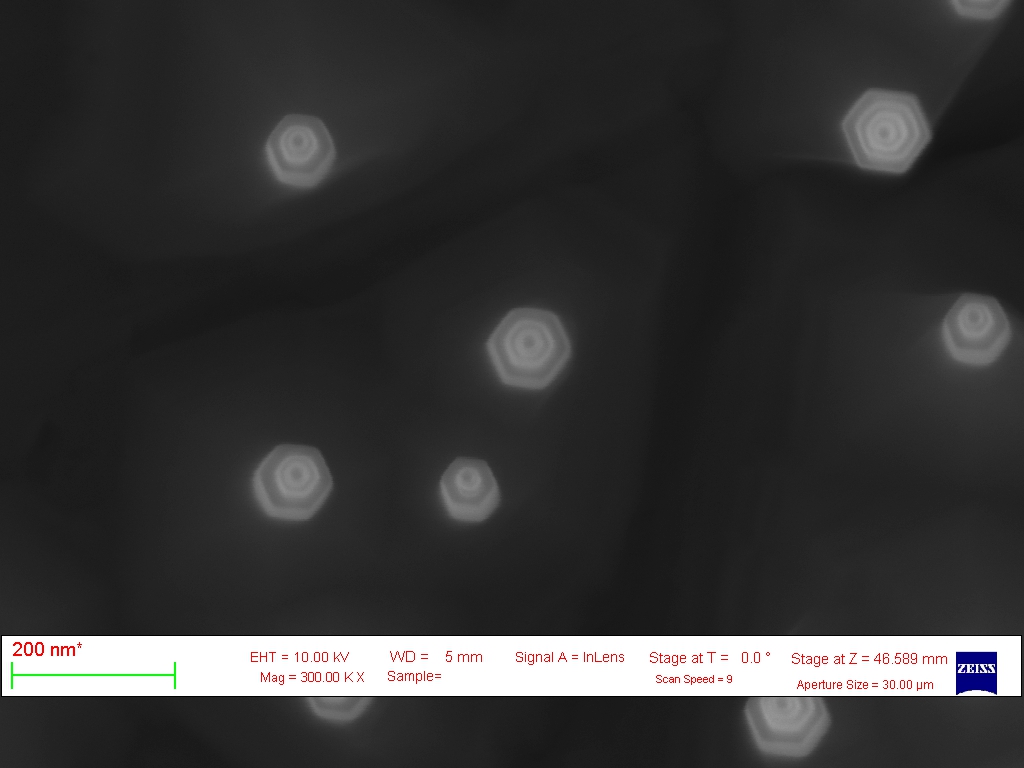 200 nm*
EHT = 10.00 kV
Mag = 300.00 K X
WD = 5 mm
Sample=
Signal A = InLens
Stage at T = 0.0 °
Scan Speed = 9
Stage at Z = 46.589 mm
Aperture Size = 30.00 µm
ZEISS